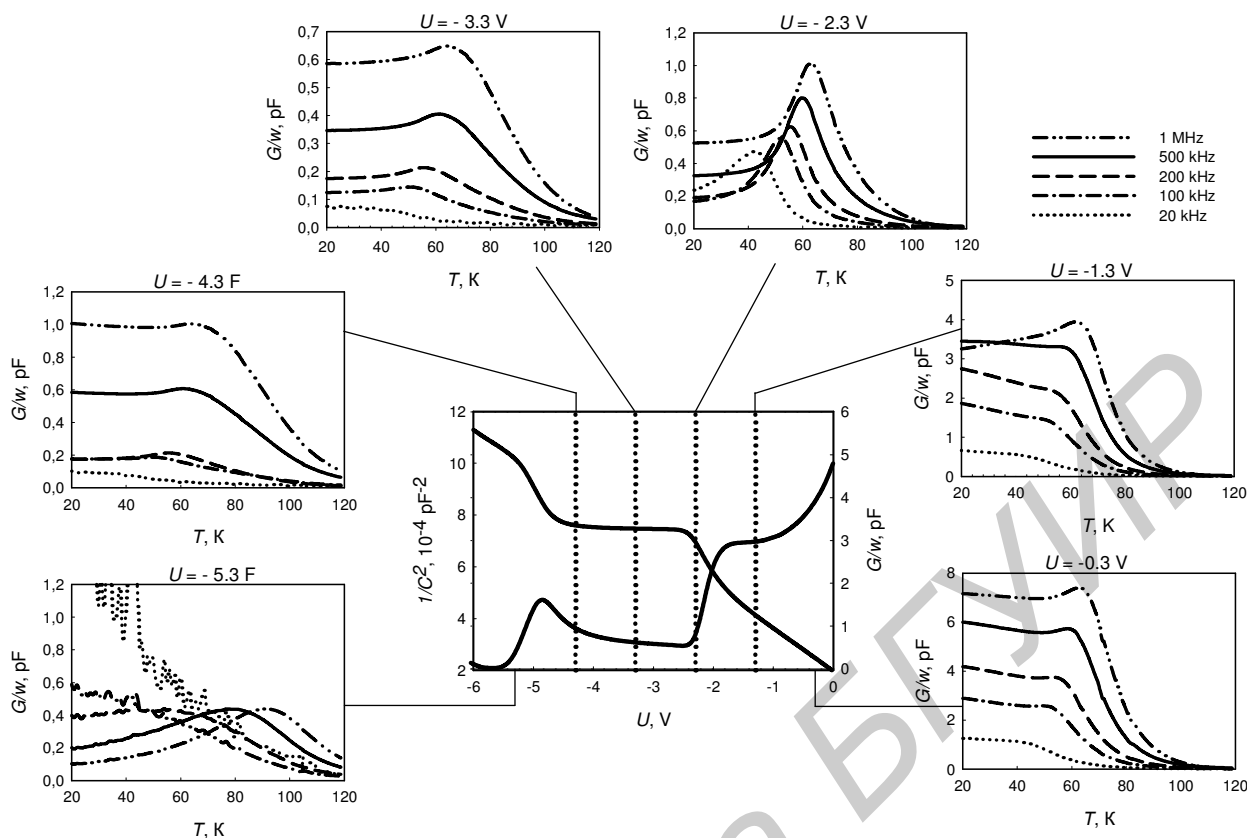 U = - 3.3 V
0,7
0,6
0,5
0,4
0,3
0,2
0,1
0,0
G/w, pF
20 40 60 80 100 120
T, K
U = - 2.3 V
1,2
1,0
0,8
0,6
0,4
0,2
0,0
G/w, pF
20 40 60 80 100 120
T, K
1 MHz
500 kHz
200 kHz
100 kHz
20 kHz
U = - 4.3 F
1,2
1,0
0,8
0,6
0,4
0,2
0,0
G/w, pF
20 40 60 80 100 120
T, K
U = -1.3 V
5
4
3
2
1
0
G/w, pF
20 40 60 80 100 120
T, K
12
10
8
6
4
2
1/C², 10⁻⁴ pF⁻²
6
5
4
3
2
1
0
G/w, pF
-6 -5 -4 -3 -2 -1 0
U, V
U = - 5.3 F
1,2
1,0
0,8
0,6
0,4
0,2
0,0
G/w, pF
20 40 60 80 100 120
T, K
U = -0.3 V
8
6
4
2
0
G/w, pF
20 40 60 80 100 120
T, K
БГУИР